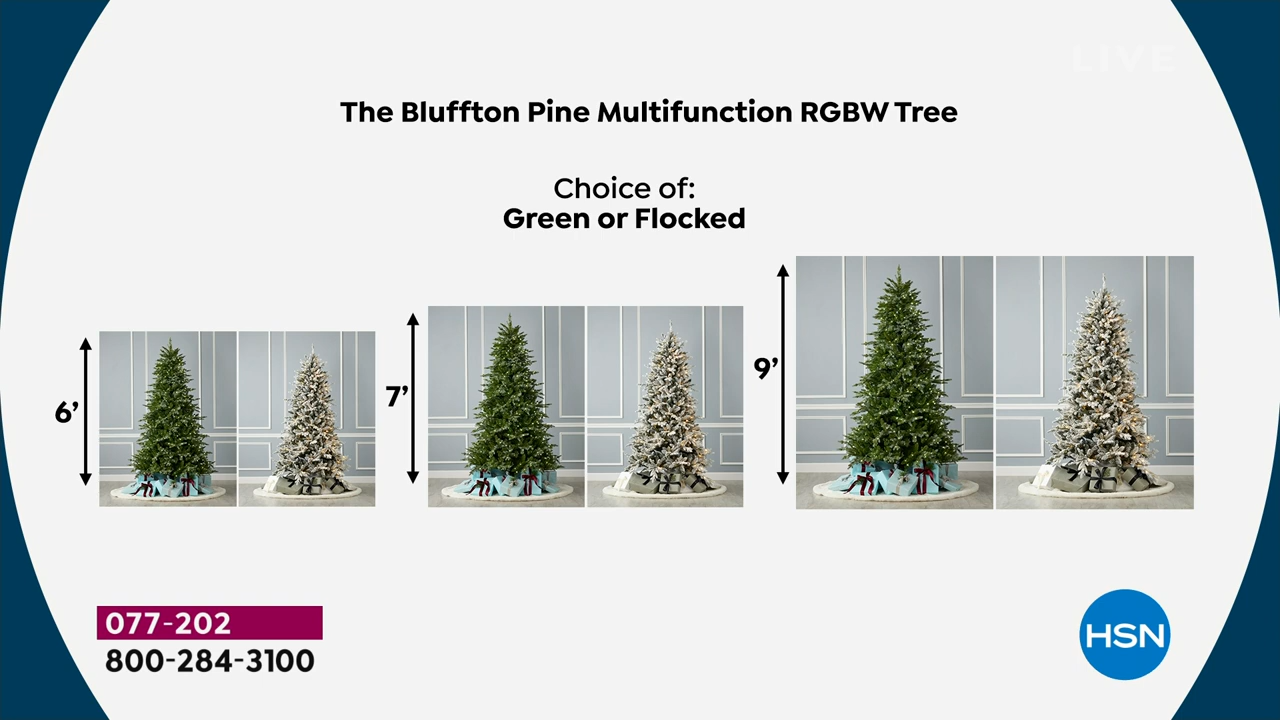 LIVE
The Bluffton Pine Multifunction RGBW Tree
Choice of:
Green or Flocked
6’
7’
9’
077-202
800-284-3100
HSN